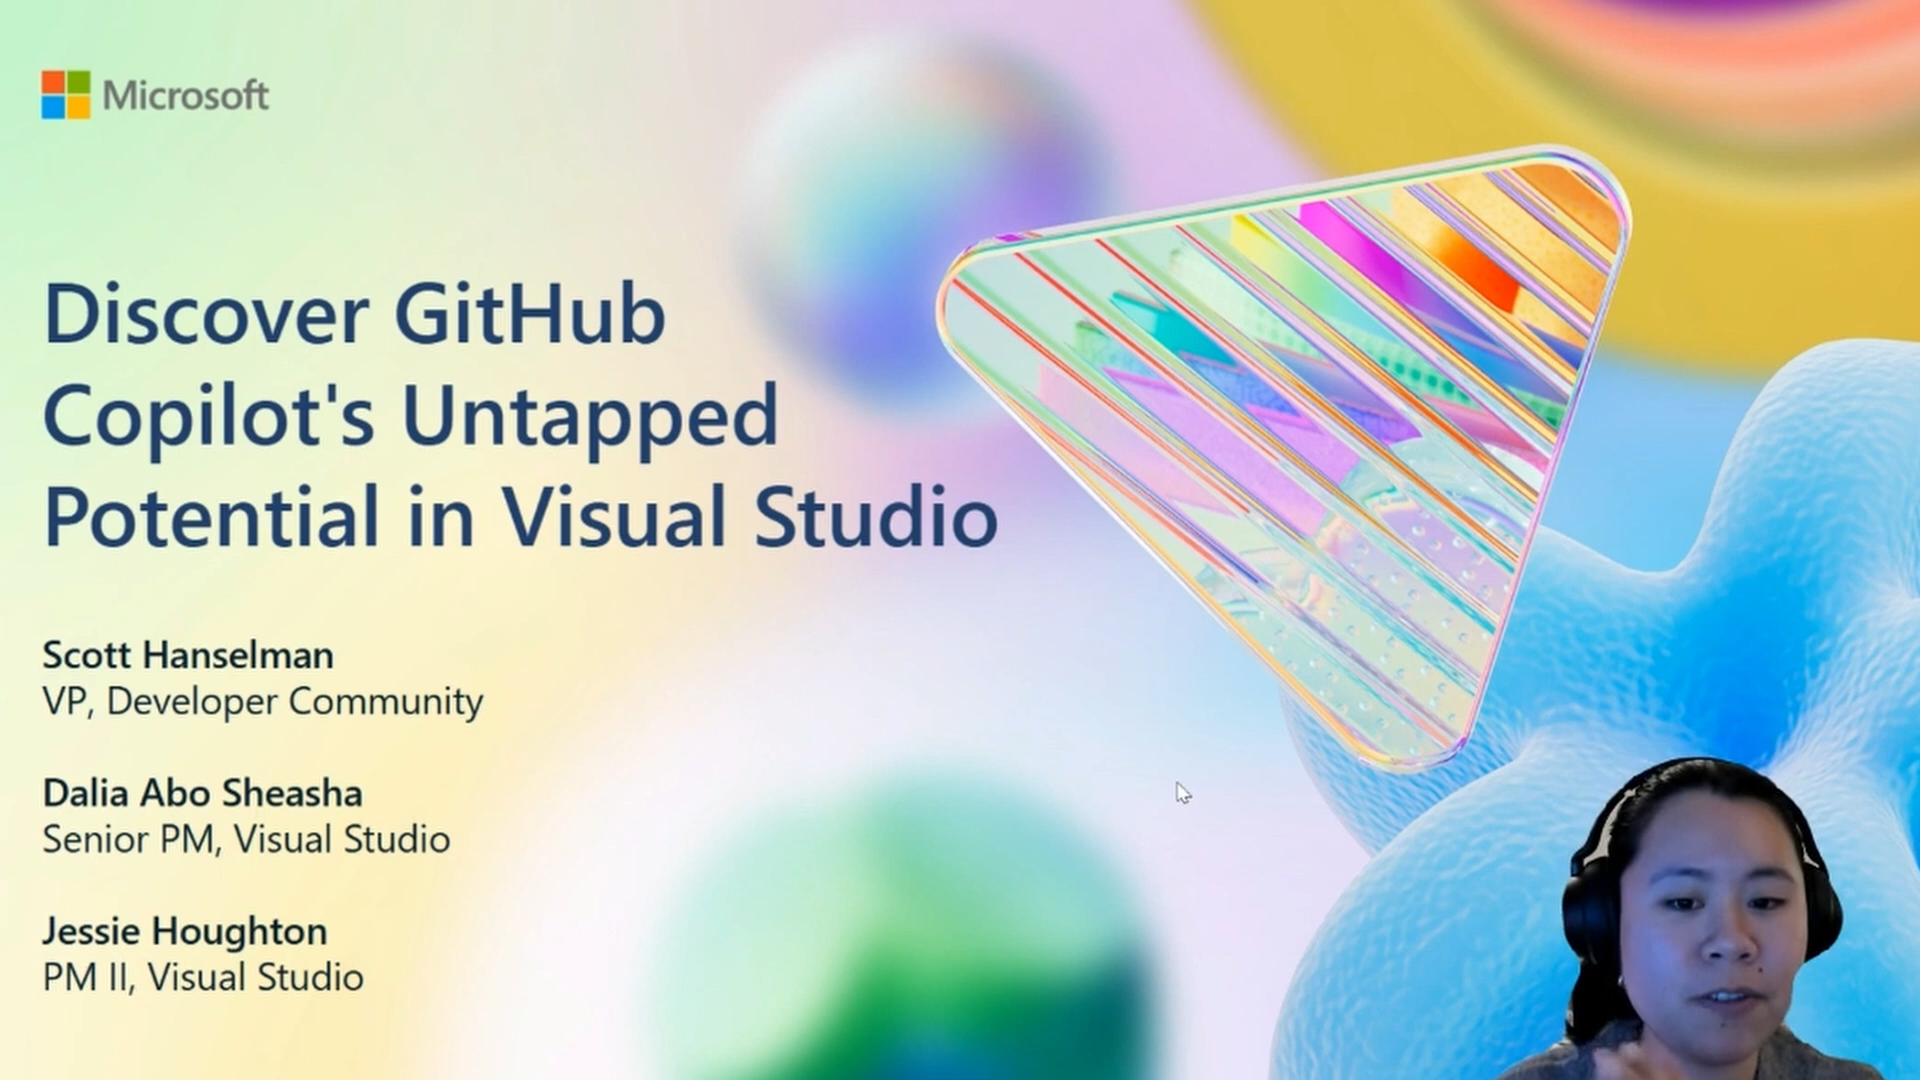 Microsoft
Discover GitHub
Copilot's Untapped
Potential in Visual Studio
Scott Hanselman
VP, Developer Community
Dalia Abo Sheasha
Senior PM, Visual Studio
Jessie Houghton
PM II, Visual Studio